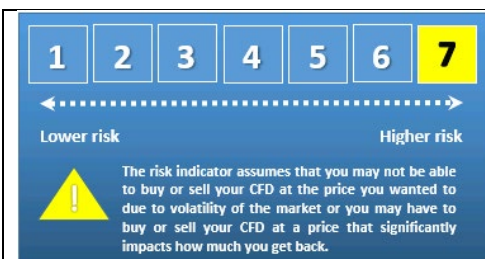 1 2 3 4 5 6 7
Lower risk Higher risk
!
The risk indicator assumes that you may not be able
to buy or sell your CFD at the price you wanted to
due to volatility of the market or you may have to
buy or sell your CFD at a price that significantly
impacts how much you get back.